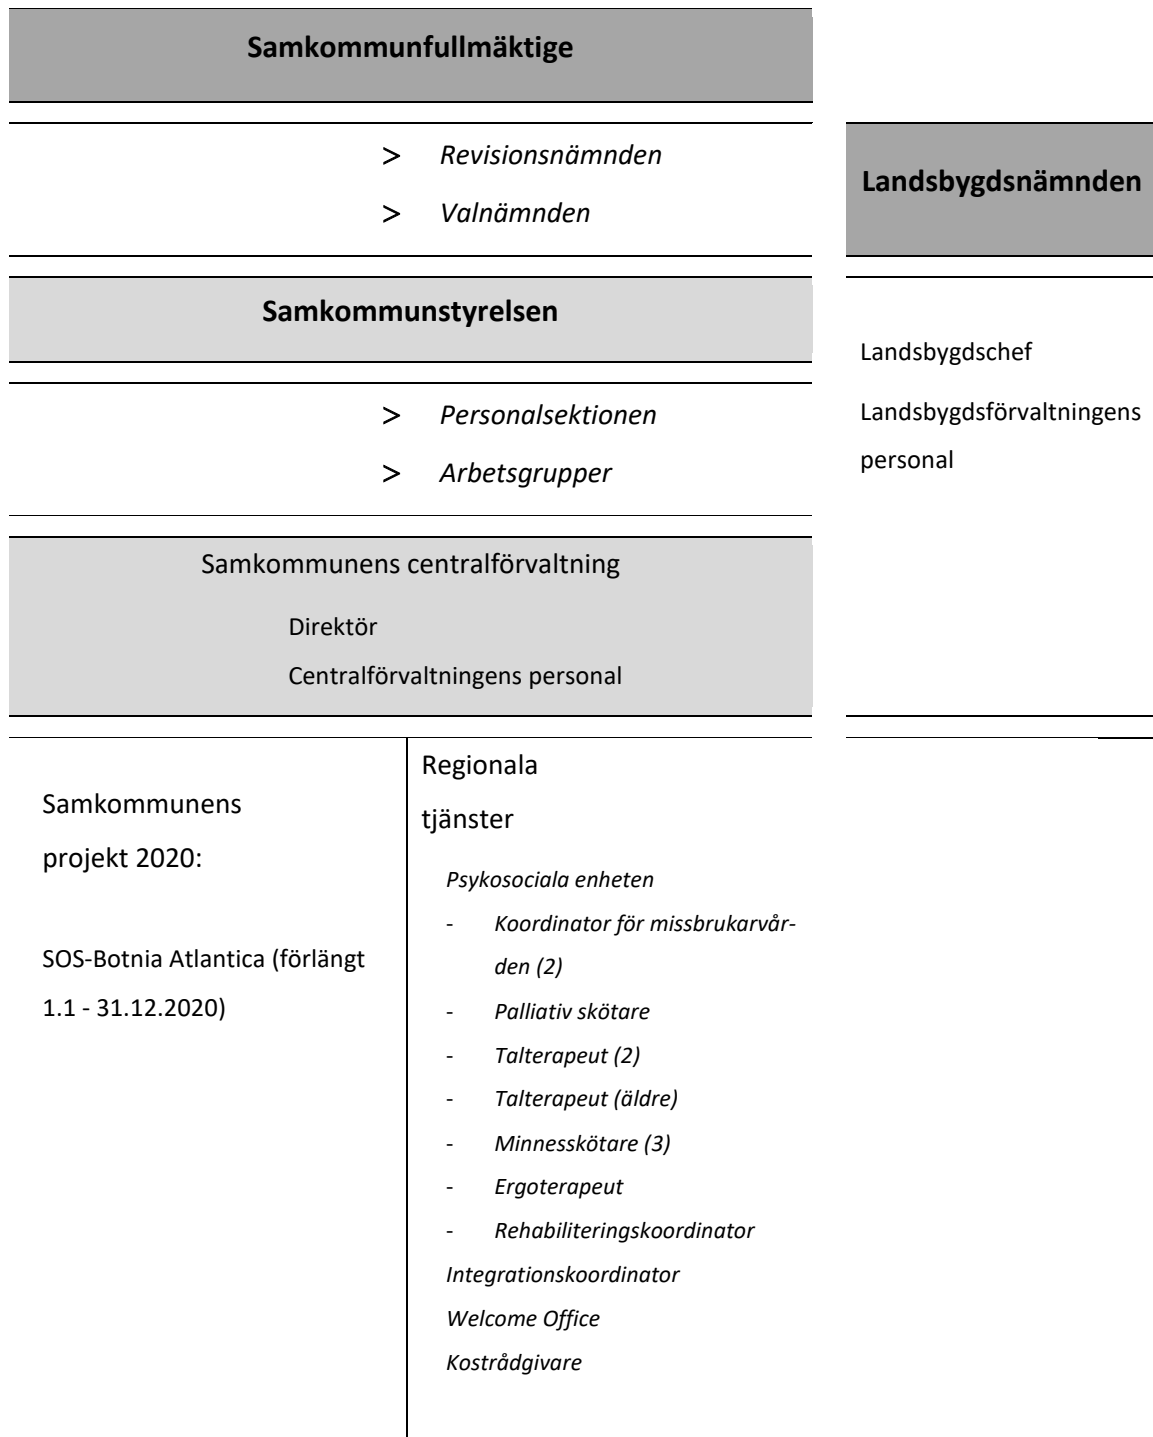 Samkommunfullmäktige
> Revisionsnämnden
> Valnämnden
Landsbygdsnämnden
Samkommunstyrelsen
> Personalsektionen
> Arbetsgrupper
Landsbygdschef
Landsbygdsförvaltningens
personal
Samkommunens centralförvaltning
Direktör
Centralförvaltningens personal
Samkommunens
projekt 2020:
SOS-Botnia Atlantica (förlängt
1.1 - 31.12.2020)
Regionala
tjänster
Psykosociala enheten
- Koordinator för missbrukarvår-
den (2)
- Palliativ skötare
- Talterapeut (2)
- Talterapeut (äldre)
- Minnesskötare (3)
- Ergoterapeut
- Rehabiliteringskoordinator
Integrationskoordinator
Welcome Office
Kostrådgivare